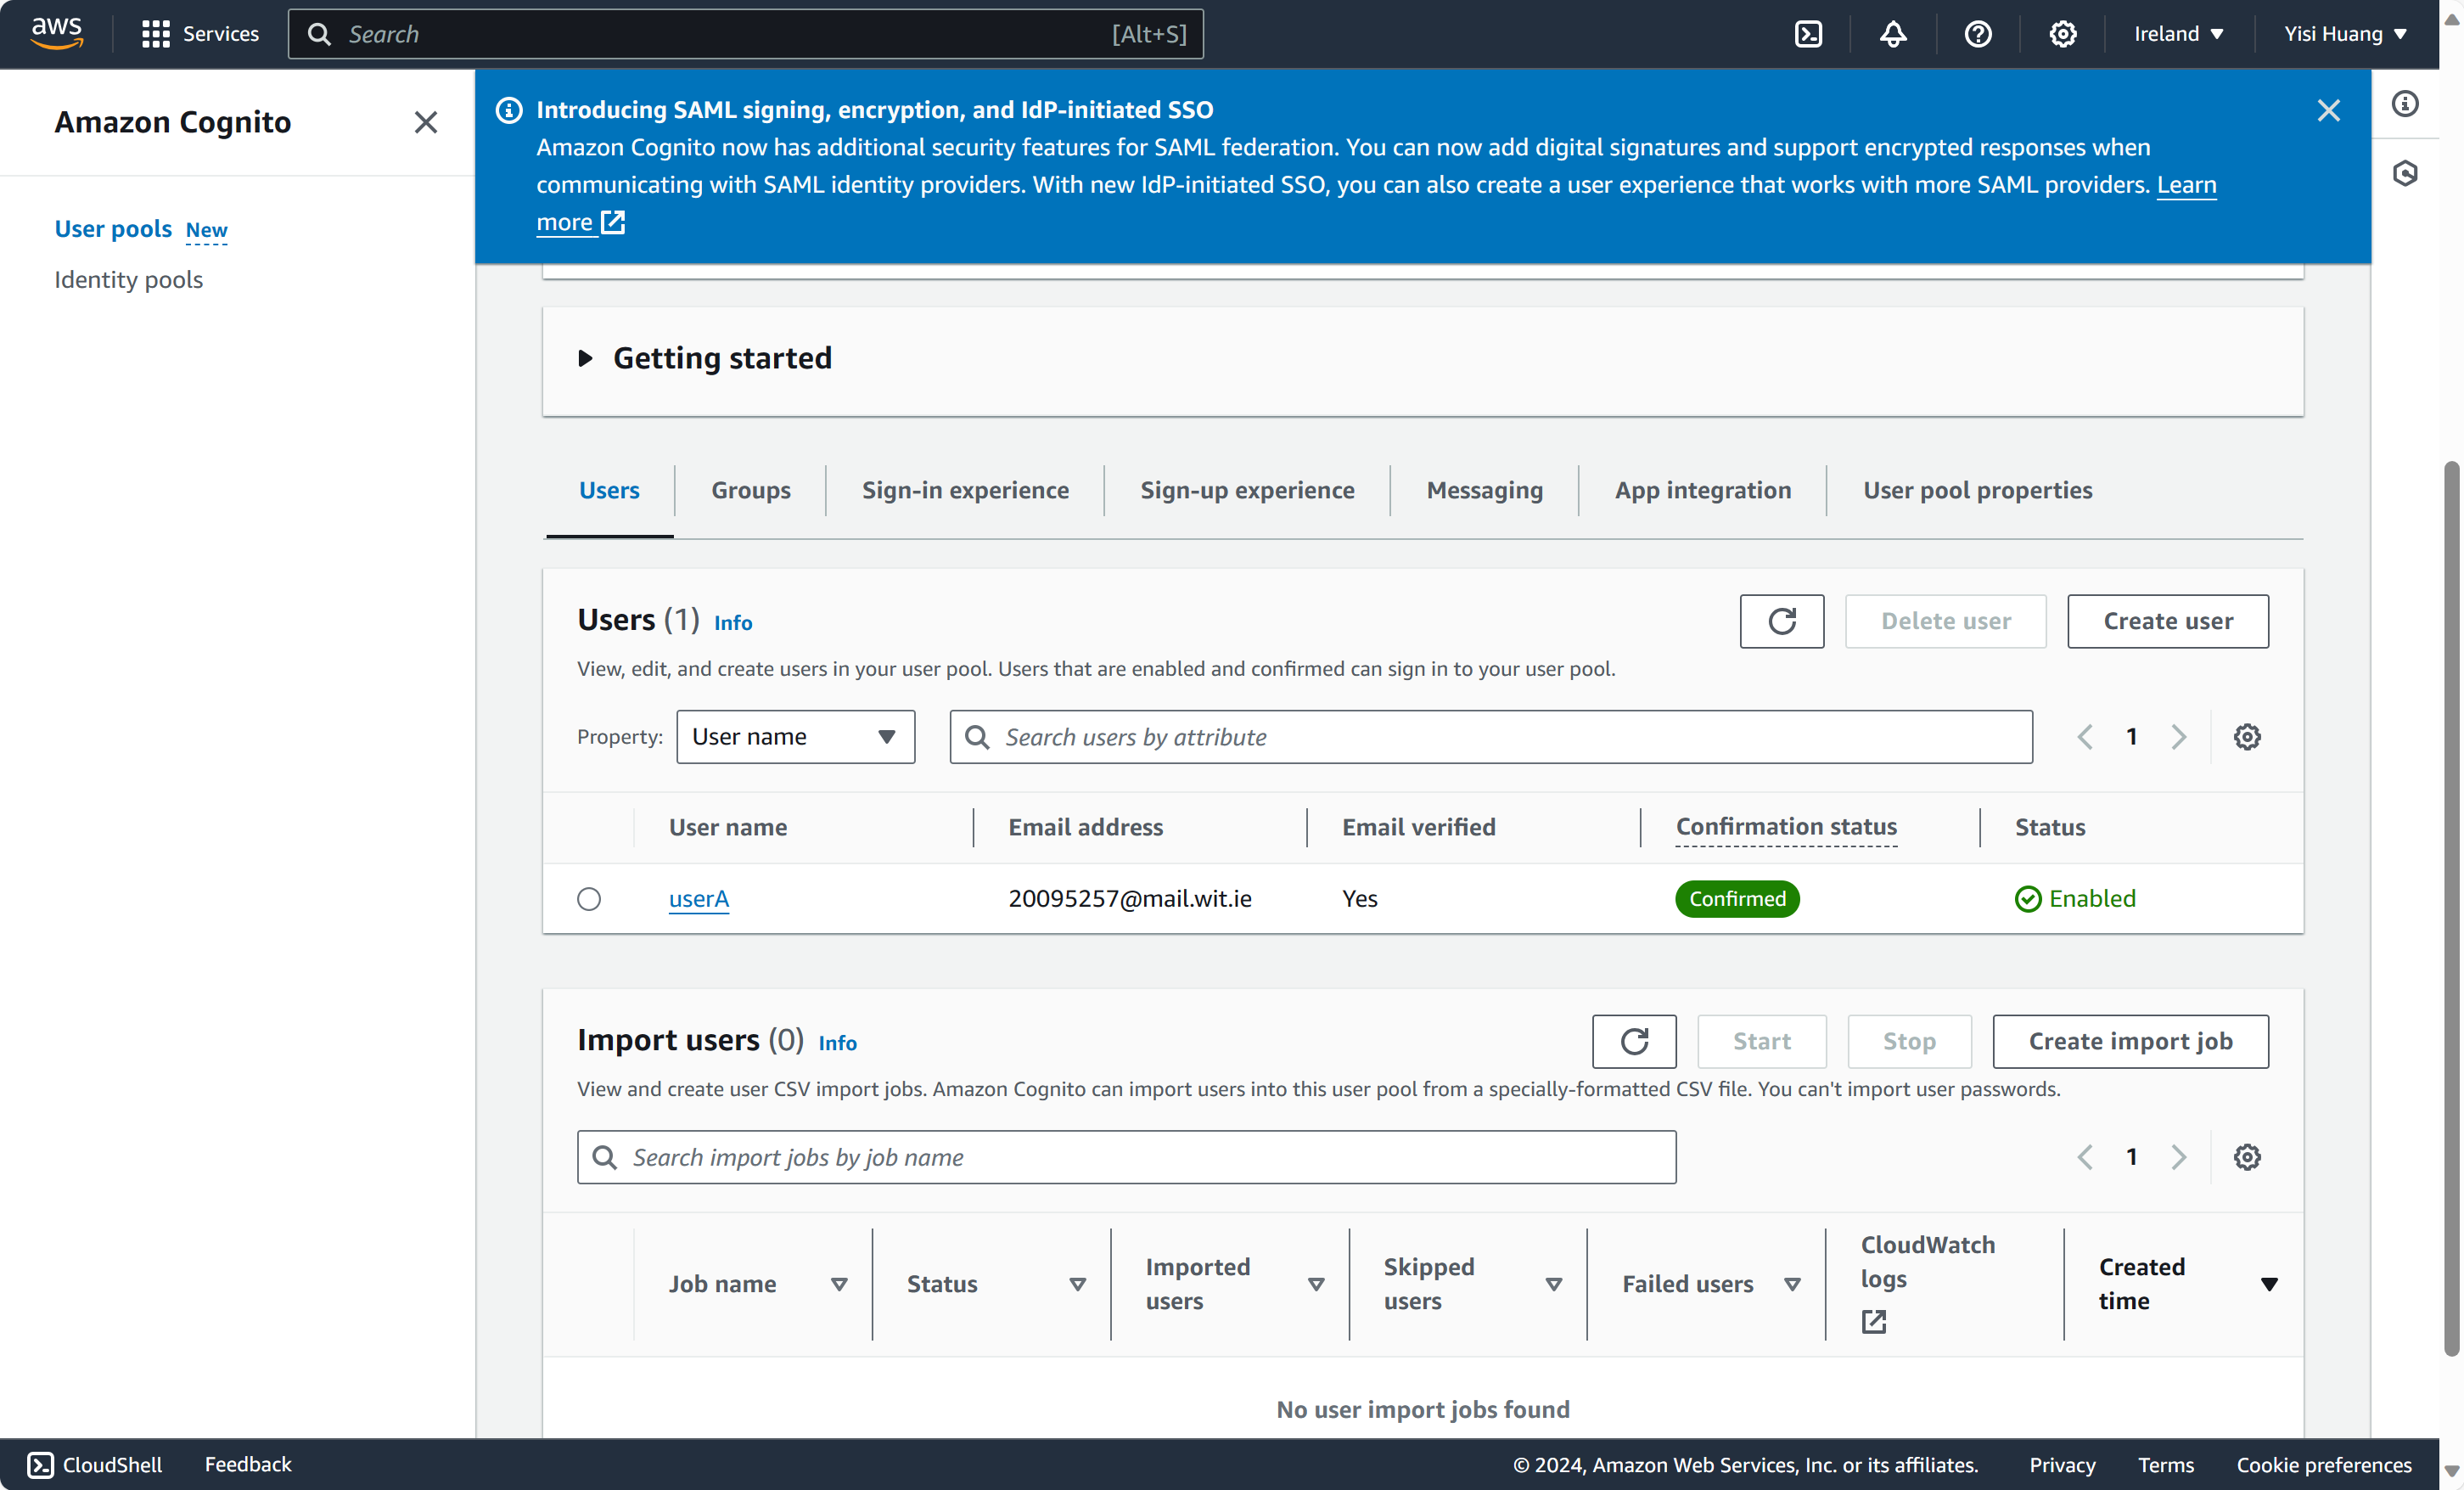 aws
Services
Search
[Alt+S]
Ireland
Yisi Huang
Amazon Cognito
User pools New
Identity pools
Introducing SAML signing, encryption, and IdP-initiated SSO
Amazon Cognito now has additional security features for SAML federation. You can now add digital signatures and support encrypted responses when
communicating with SAML identity providers. With new IdP-initiated SSO, you can also create a user experience that works with more SAML providers. Learn
more
Getting started
Users
Groups
Sign-in experience
Sign-up experience
Messaging
App integration
User pool properties
Users (1) Info
Delete user
Create user
View, edit, and create users in your user pool. Users that are enabled and confirmed can sign in to your user pool.
Property:
User name
Search users by attribute
1
User name
Email address
Email verified
Confirmation status
Status
userA
20095257@mail.wit.ie
Yes
Confirmed
Enabled
Import users (0) Info
Start
Stop
Create import job
View and create user CSV import jobs. Amazon Cognito can import users into this user pool from a specially-formatted CSV file. You can't import user passwords.
Search import jobs by job name
1
Job name
Status
Imported
users
Skipped
users
Failed users
CloudWatch
logs
Created
time
No user import jobs found
CloudShell
Feedback
© 2024, Amazon Web Services, Inc. or its affiliates.
Privacy
Terms
Cookie preferences